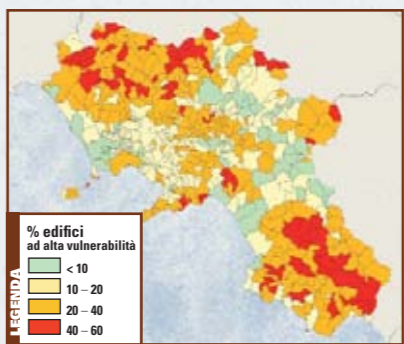 LEGENDA
% edifici
ad alta vulnerabilità
< 10
10 – 20
20 – 40
40 – 60